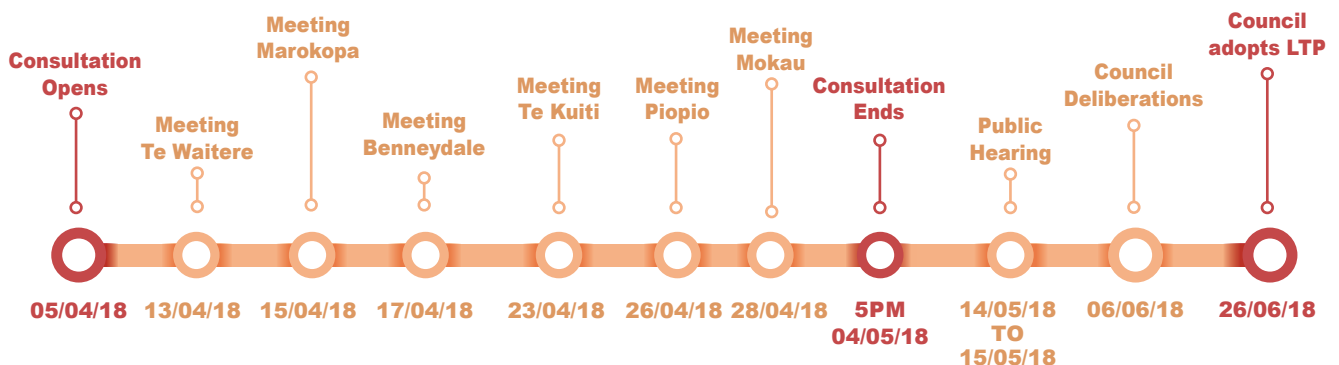 Consultation
Opens
05/04/18
Meeting
Te Waitere
13/04/18
Meeting
Marokopa
15/04/18
Meeting
Benneydale
17/04/18
Meeting
Te Kuiti
23/04/18
Meeting
Piopio
26/04/18
Meeting
Mokau
28/04/18
Consultation
Ends
5PM
04/05/18
Public
Hearing
14/05/18
TO
15/05/18
Council
Deliberations
06/06/18
Council
adopts LTP
26/06/18